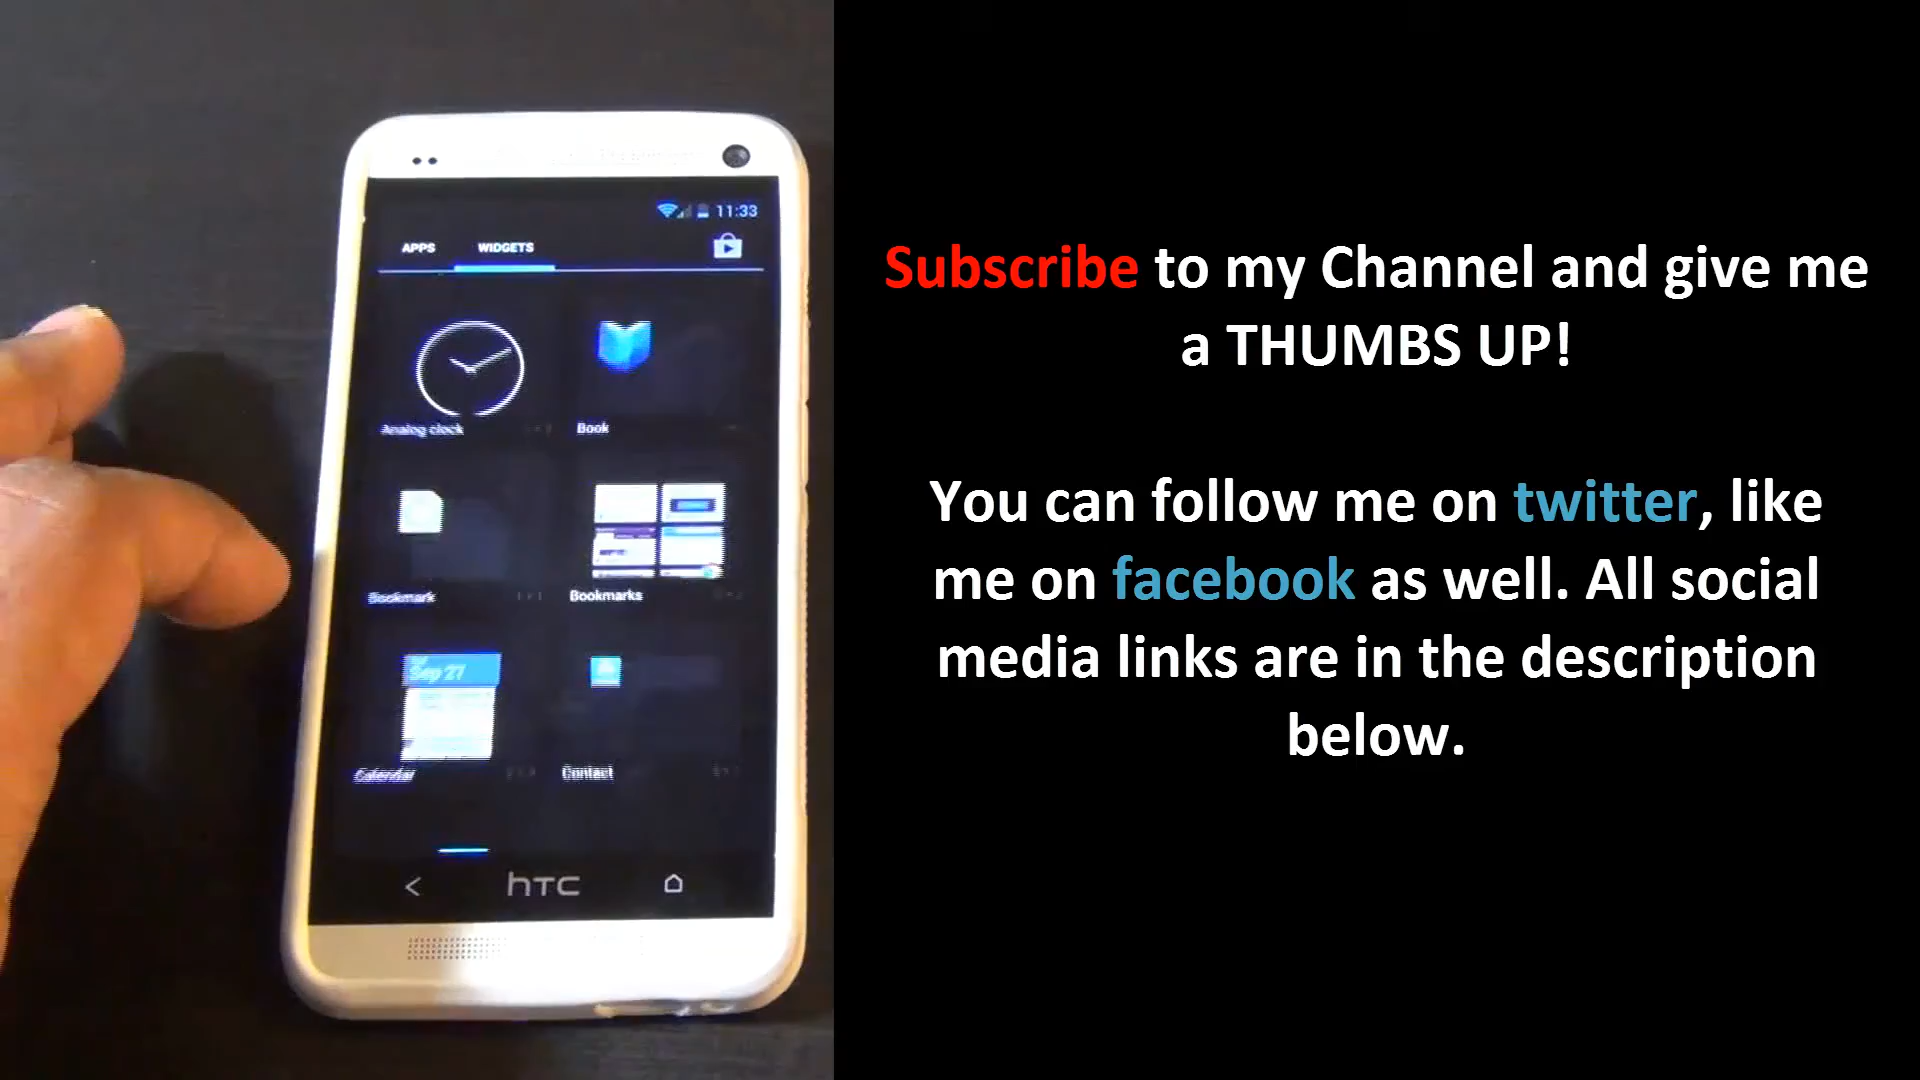 11:33
APPS WIDGETS
Analog clock Book
Bookmark Bookmarks
Sep 27
Calendar Contact
hTC
Subscribe to my Channel and give me
a THUMBS UP!
You can follow me on twitter, like
me on facebook as well. All social
media links are in the description
below.